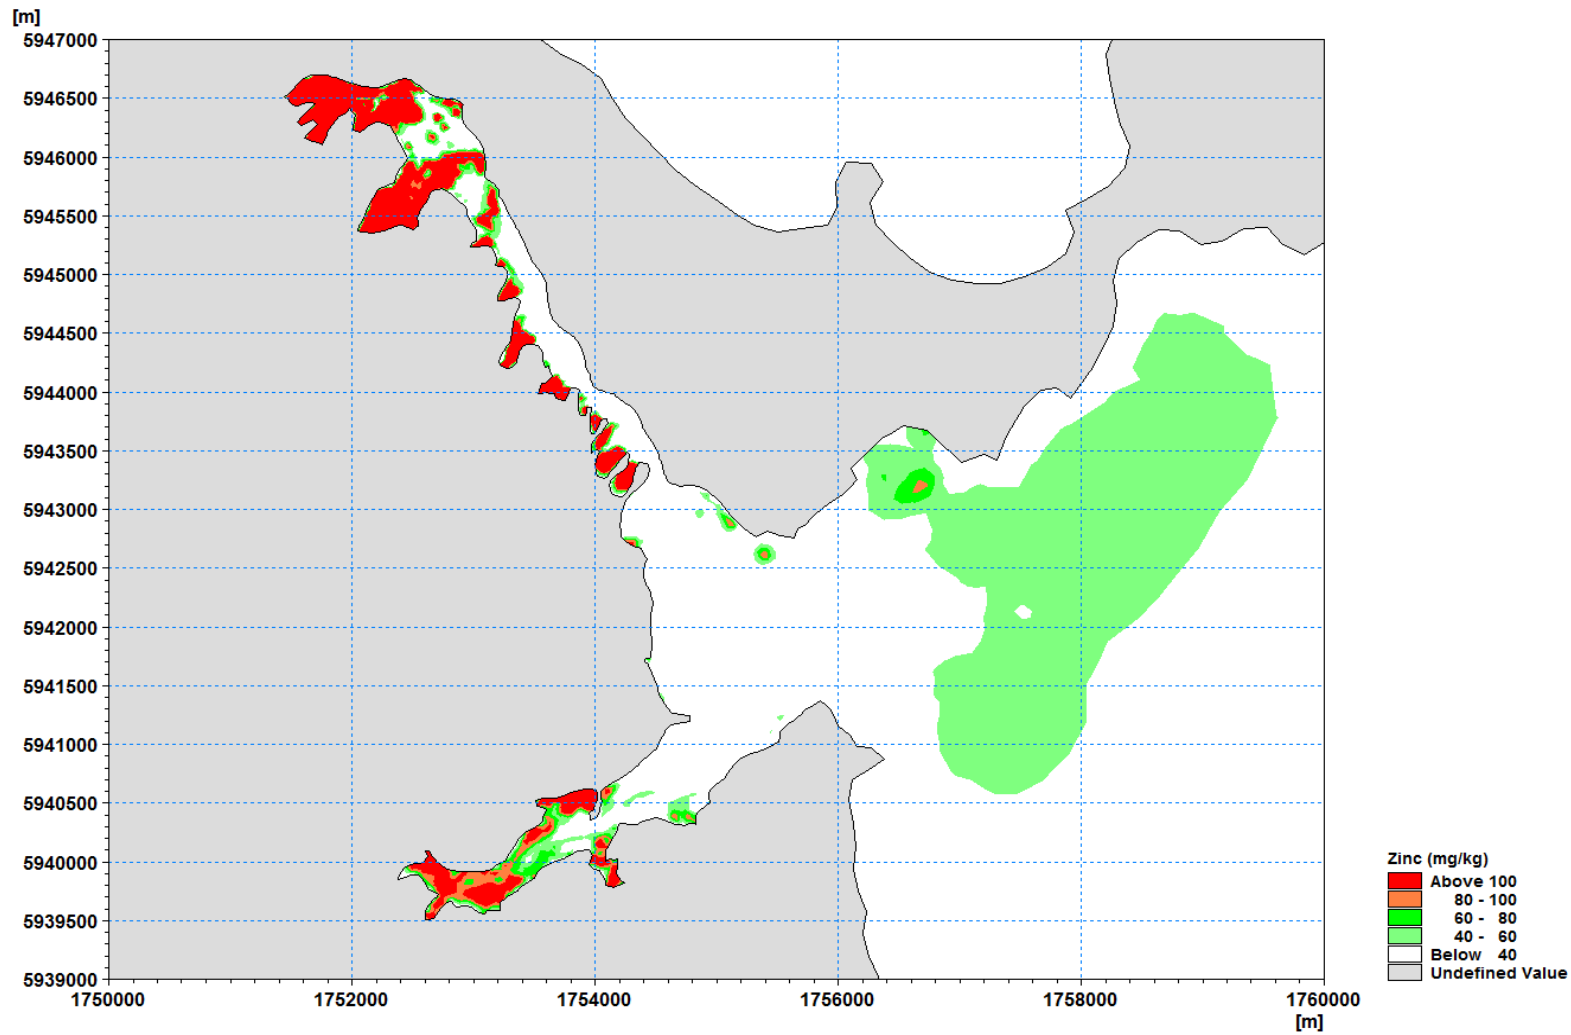 [m]
5947000
5946500
5946000
5945500
5945000
5944500
5944000
5943500
5943000
5942500
5942000
5941500
5941000
5940500
5940000
5939500
5939000
1750000 1752000 1754000 1756000 1758000 1760000
[m]
Zinc (mg/kg)
Above 100
80 - 100
60 - 80
40 - 60
Below 40
Undefined Value